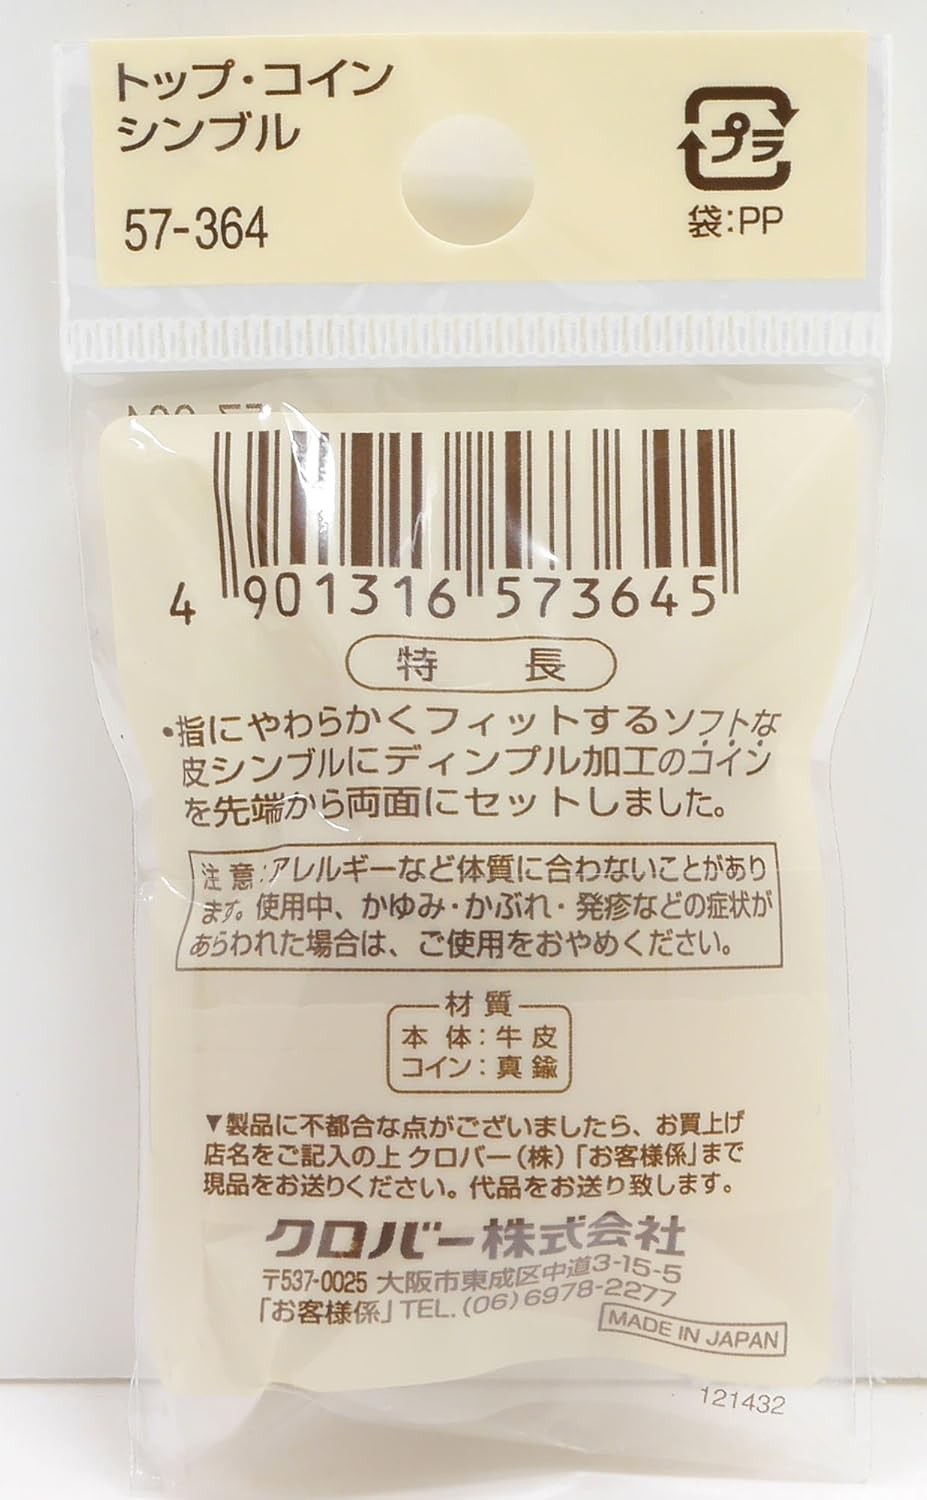 トップ・コイン
シンブル
57-364
プラ
袋:PP
4 901316 573645
特長
・指にやわらかくフィットするソフトな
皮シンブルにディンプル加工のコイン
を先端から両面にセットしました。
注意:アレルギーなど体質に合わないことがあり
ます。使用中、かゆみ・かぶれ・発疹などの症状が
あらわれた場合は、ご使用をおやめください。
材質
本体:牛皮
コイン:真鍮
▼製品に不都合な点がございましたら、お買上げ
店名をご記入の上クロバー(株)「お客様係」まで
現品をお送りください。代品をお送り致します。
クロバー株式会社
〒537-0025 大阪市東成区中道3-15-5
「お客様係」TEL.(06)6978-2277
MADE IN JAPAN
121432